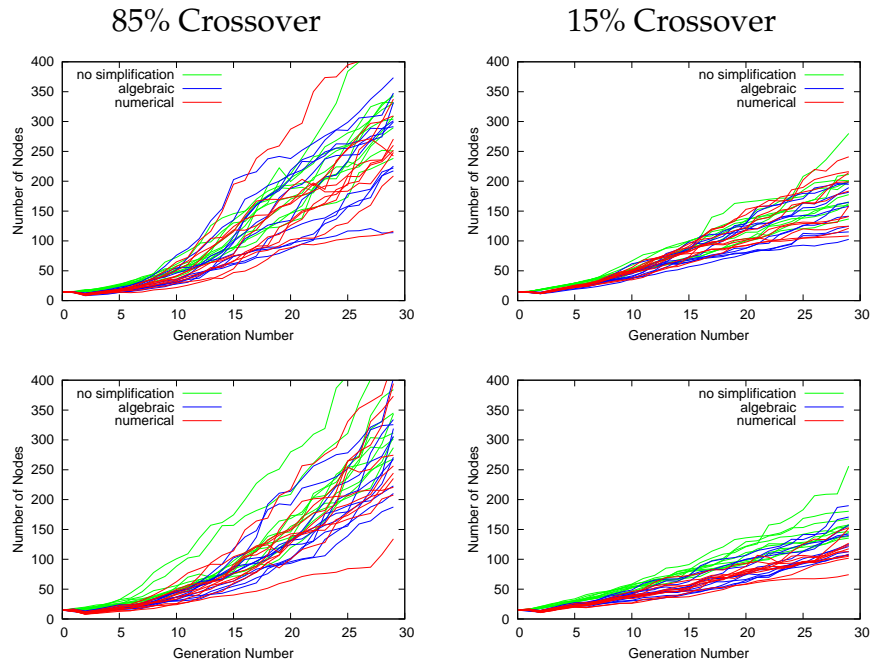 85% Crossover
15% Crossover
400
350
300
250
200
150
100
50
0
Number of Nodes
no simplification
algebraic
numerical
0 5 10 15 20 25 30
Generation Number
400
350
300
250
200
150
100
50
0
Number of Nodes
no simplification
algebraic
numerical
0 5 10 15 20 25 30
Generation Number
400
350
300
250
200
150
100
50
0
Number of Nodes
no simplification
algebraic
numerical
0 5 10 15 20 25 30
Generation Number
400
350
300
250
200
150
100
50
0
Number of Nodes
no simplification
algebraic
numerical
0 5 10 15 20 25 30
Generation Number